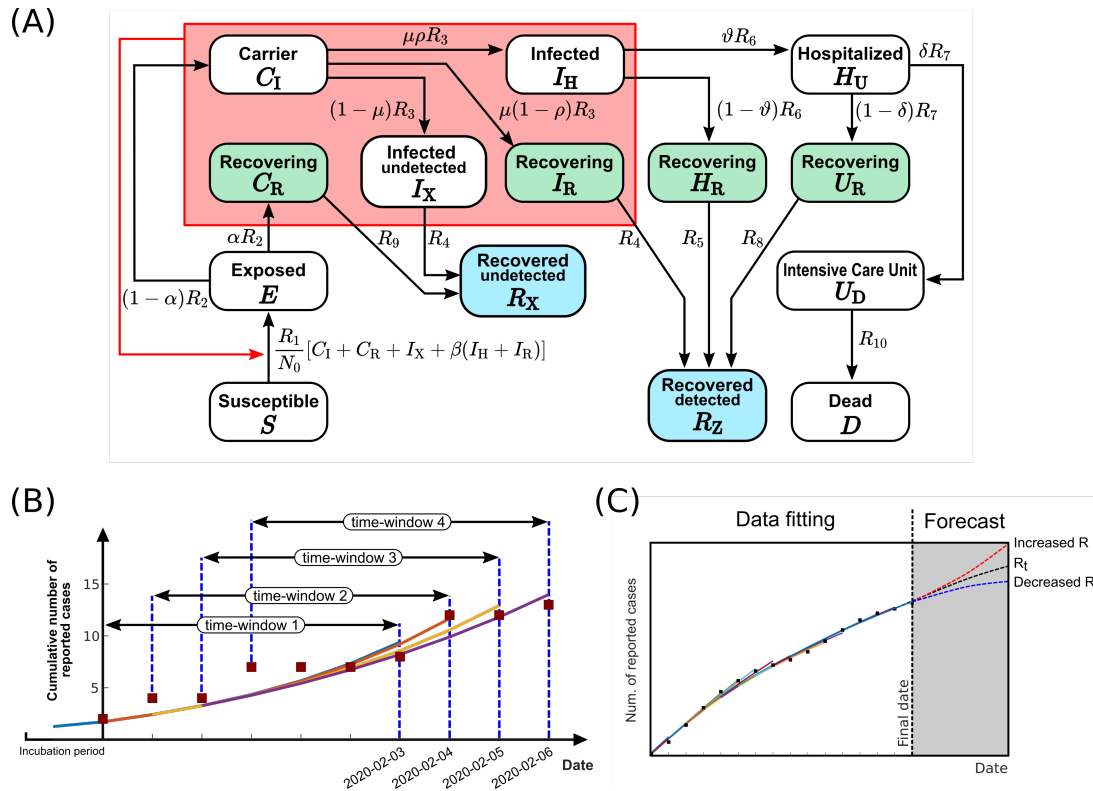 (A)
Carrier
C_I
μρR_3
Infected
I_H
ϑR_6
Hospitalized
H_U
δR_7
(1−μ)R_3
μ(1−ρ)R_3
(1−ϑ)R_6
(1−δ)R_7
Recovering
C_R
Infected
undetected
I_X
Recovering
I_R
Recovering
H_R
Recovering
U_R
αR_2
R_9
R_4
R_4
R_5
R_8
Exposed
E
(1−α)R_2
Recovered
undetected
R_X
Intensive Care Unit
U_D
R_1/N_0 [C_I + C_R + I_X + β(I_H + I_R)]
R_10
Susceptible
S
Recovered
detected
R_Z
Dead
D
(B)
Cumulative number of
reported cases
15
10
5
time-window 4
time-window 3
time-window 2
time-window 1
Incubation period
2020-02-03
2020-02-04
2020-02-05
2020-02-06
Date
(C)
Data fitting
Forecast
Num. of reported cases
Final date
Increased R
R_t
Decreased R
Date